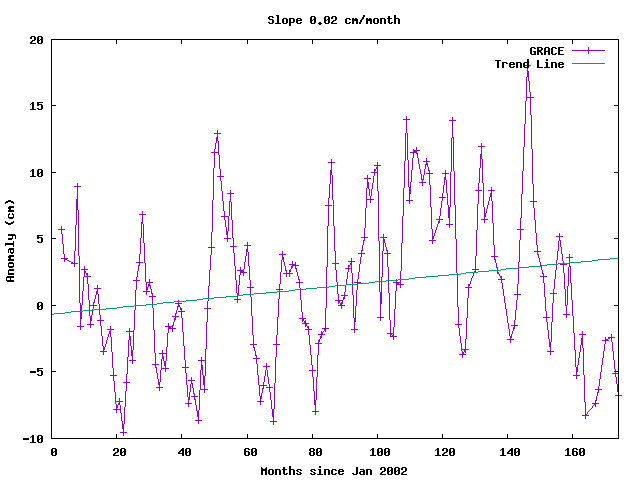 Slope 0.02 cm/month
GRACE
Trend Line
20
15
10
5
0
-5
-10
Anomaly (cm)
0 20 40 60 80 100 120 140 160
Months since Jan 2002